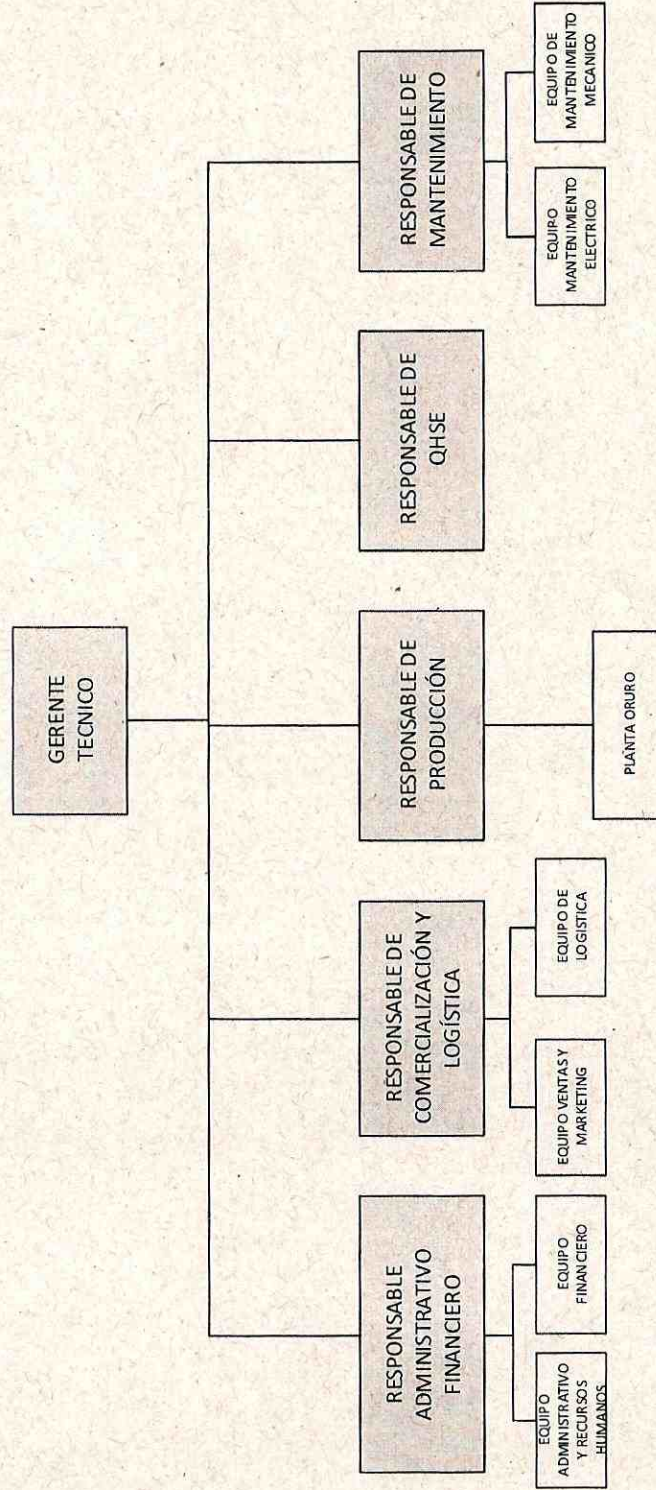 GERENTE
TECNICO
RESPONSABLE
ADMINISTRATIVO
FINANCIERO
RESPONSABLE DE
COMERCIALIZACIÓN Y
LOGÍSTICA
RESPONSABLE DE
PRODUCCIÓN
RESPONSABLE DE
QHSE
RESPONSABLE DE
MANTENIMIENTO
EQUIPO
ADMINISTRATIVO
Y RECURSOS
HUMANOS
EQUIPO
FINANCIERO
EQUIPO VENTAS Y
MARKETING
EQUIPO DE
LOGISTICA
PLANTA ORURO
EQUIPO
MANTENIMIENTO
ELECTRICO
EQUIPO DE
MANTENIMIENTO
MECANICO